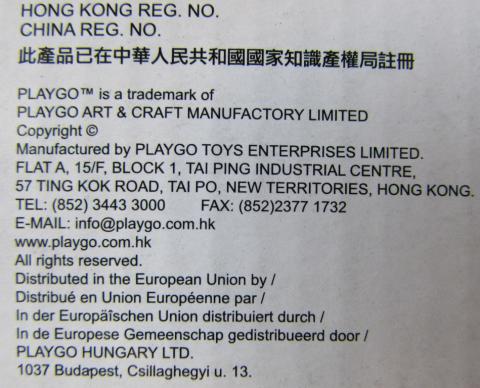 HONG KONG REG. NO.
CHINA REG. NO.
此產品已在中華人民共和國國家知識產權局註冊
PLAYGO™ is a trademark of
PLAYGO ART & CRAFT MANUFACTORY LIMITED
Copyright ©
Manufactured by PLAYGO TOYS ENTERPRISES LIMITED.
FLAT A, 15/F, BLOCK 1, TAI PING INDUSTRIAL CENTRE,
57 TING KOK ROAD, TAI PO, NEW TERRITORIES, HONG KONG.
TEL: (852) 3443 3000 FAX: (852)2377 1732
E-MAIL: info@playgo.com.hk
www.playgo.com.hk
All rights reserved.
Distributed in the European Union by /
Distribué en Union Européenne par /
In der Europäischen Union distribuiert durch /
In de Europese Gemeenschap gedistribueerd door /
PLAYGO HUNGARY LTD.
1037 Budapest, Csillaghegyi u. 13.